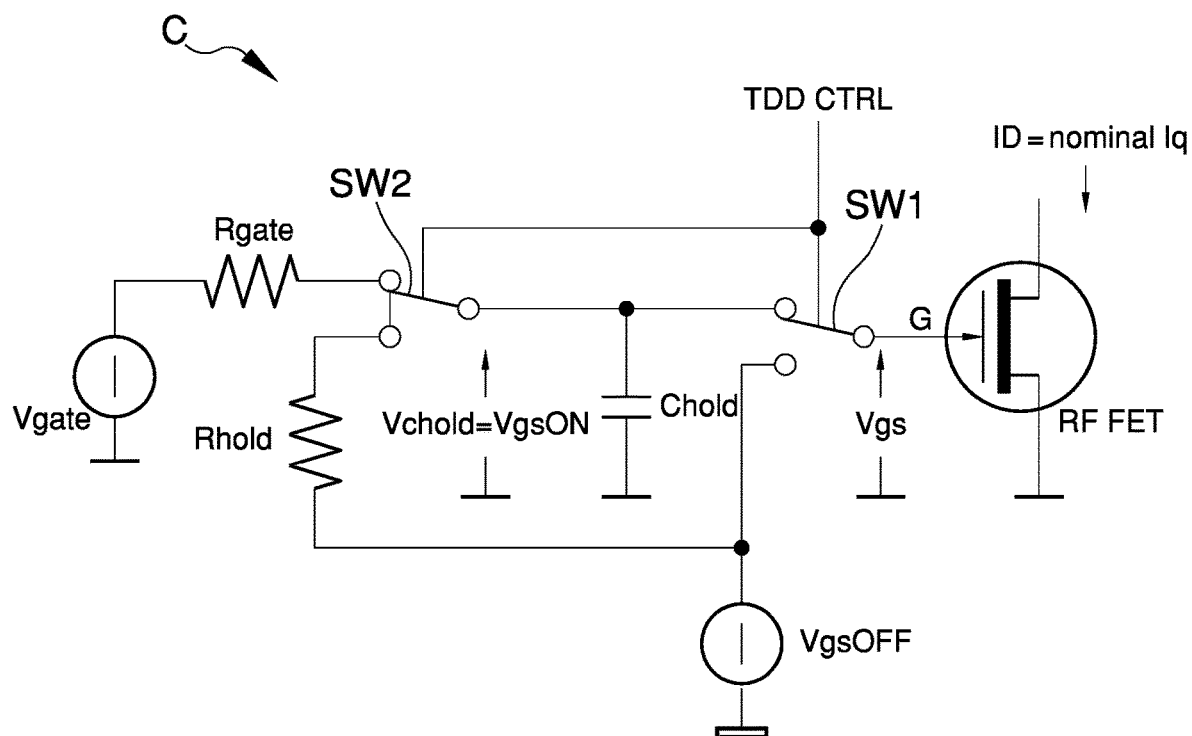 C
TDD CTRL
ID = nominal Iq
SW2
SW1
Rgate
G
Vgate
Rhold
Vchold=VgsON
Chold
Vgs
RF FET
VgsOFF